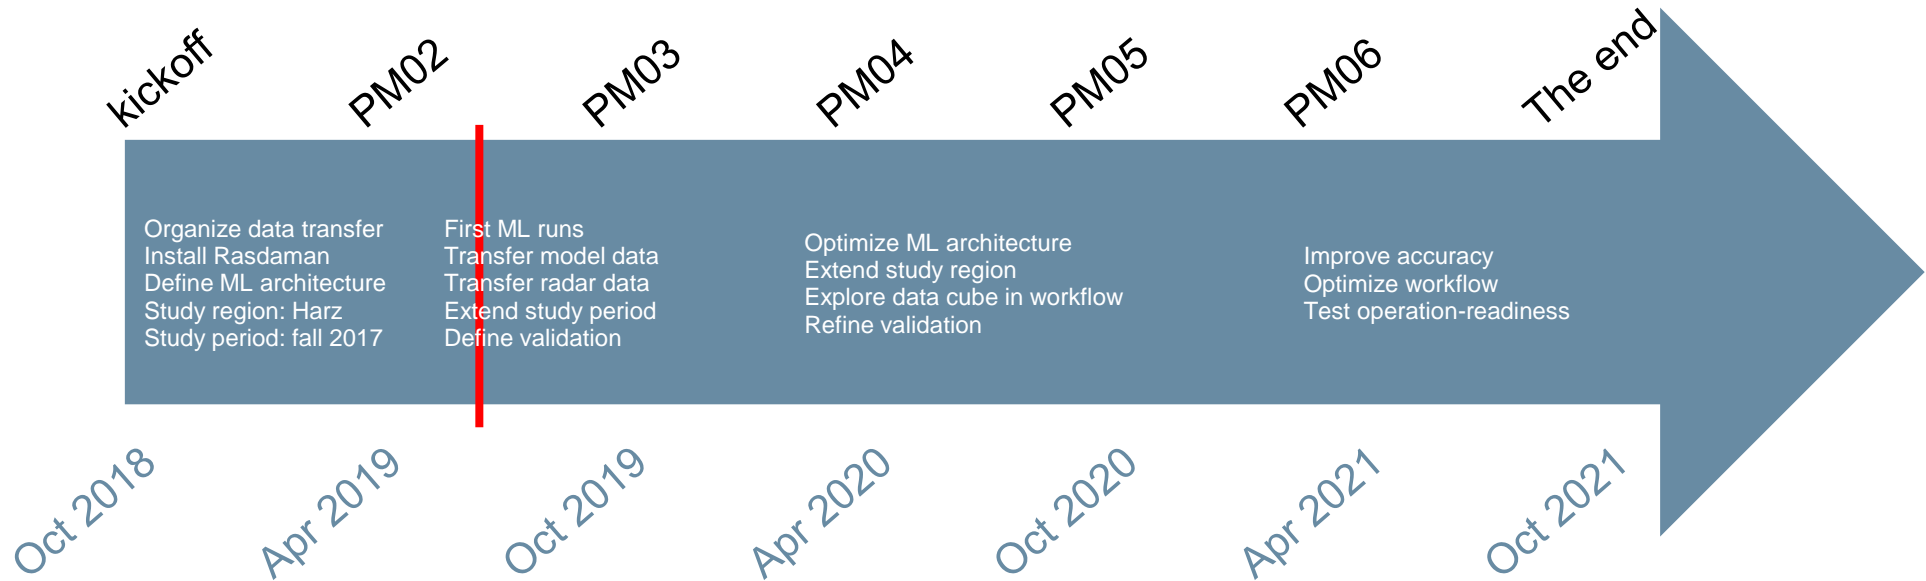 kickoff
PM02
PM03
PM04
PM05
PM06
The end
Organize data transfer
Install Rasdaman
Define ML architecture
Study region: Harz
Study period: fall 2017
First ML runs
Transfer model data
Transfer radar data
Extend study period
Define validation
Optimize ML architecture
Extend study region
Explore data cube in workflow
Refine validation
Improve accuracy
Optimize workflow
Test operation-readiness
Oct 2018
Apr 2019
Oct 2019
Apr 2020
Oct 2020
Apr 2021
Oct 2021